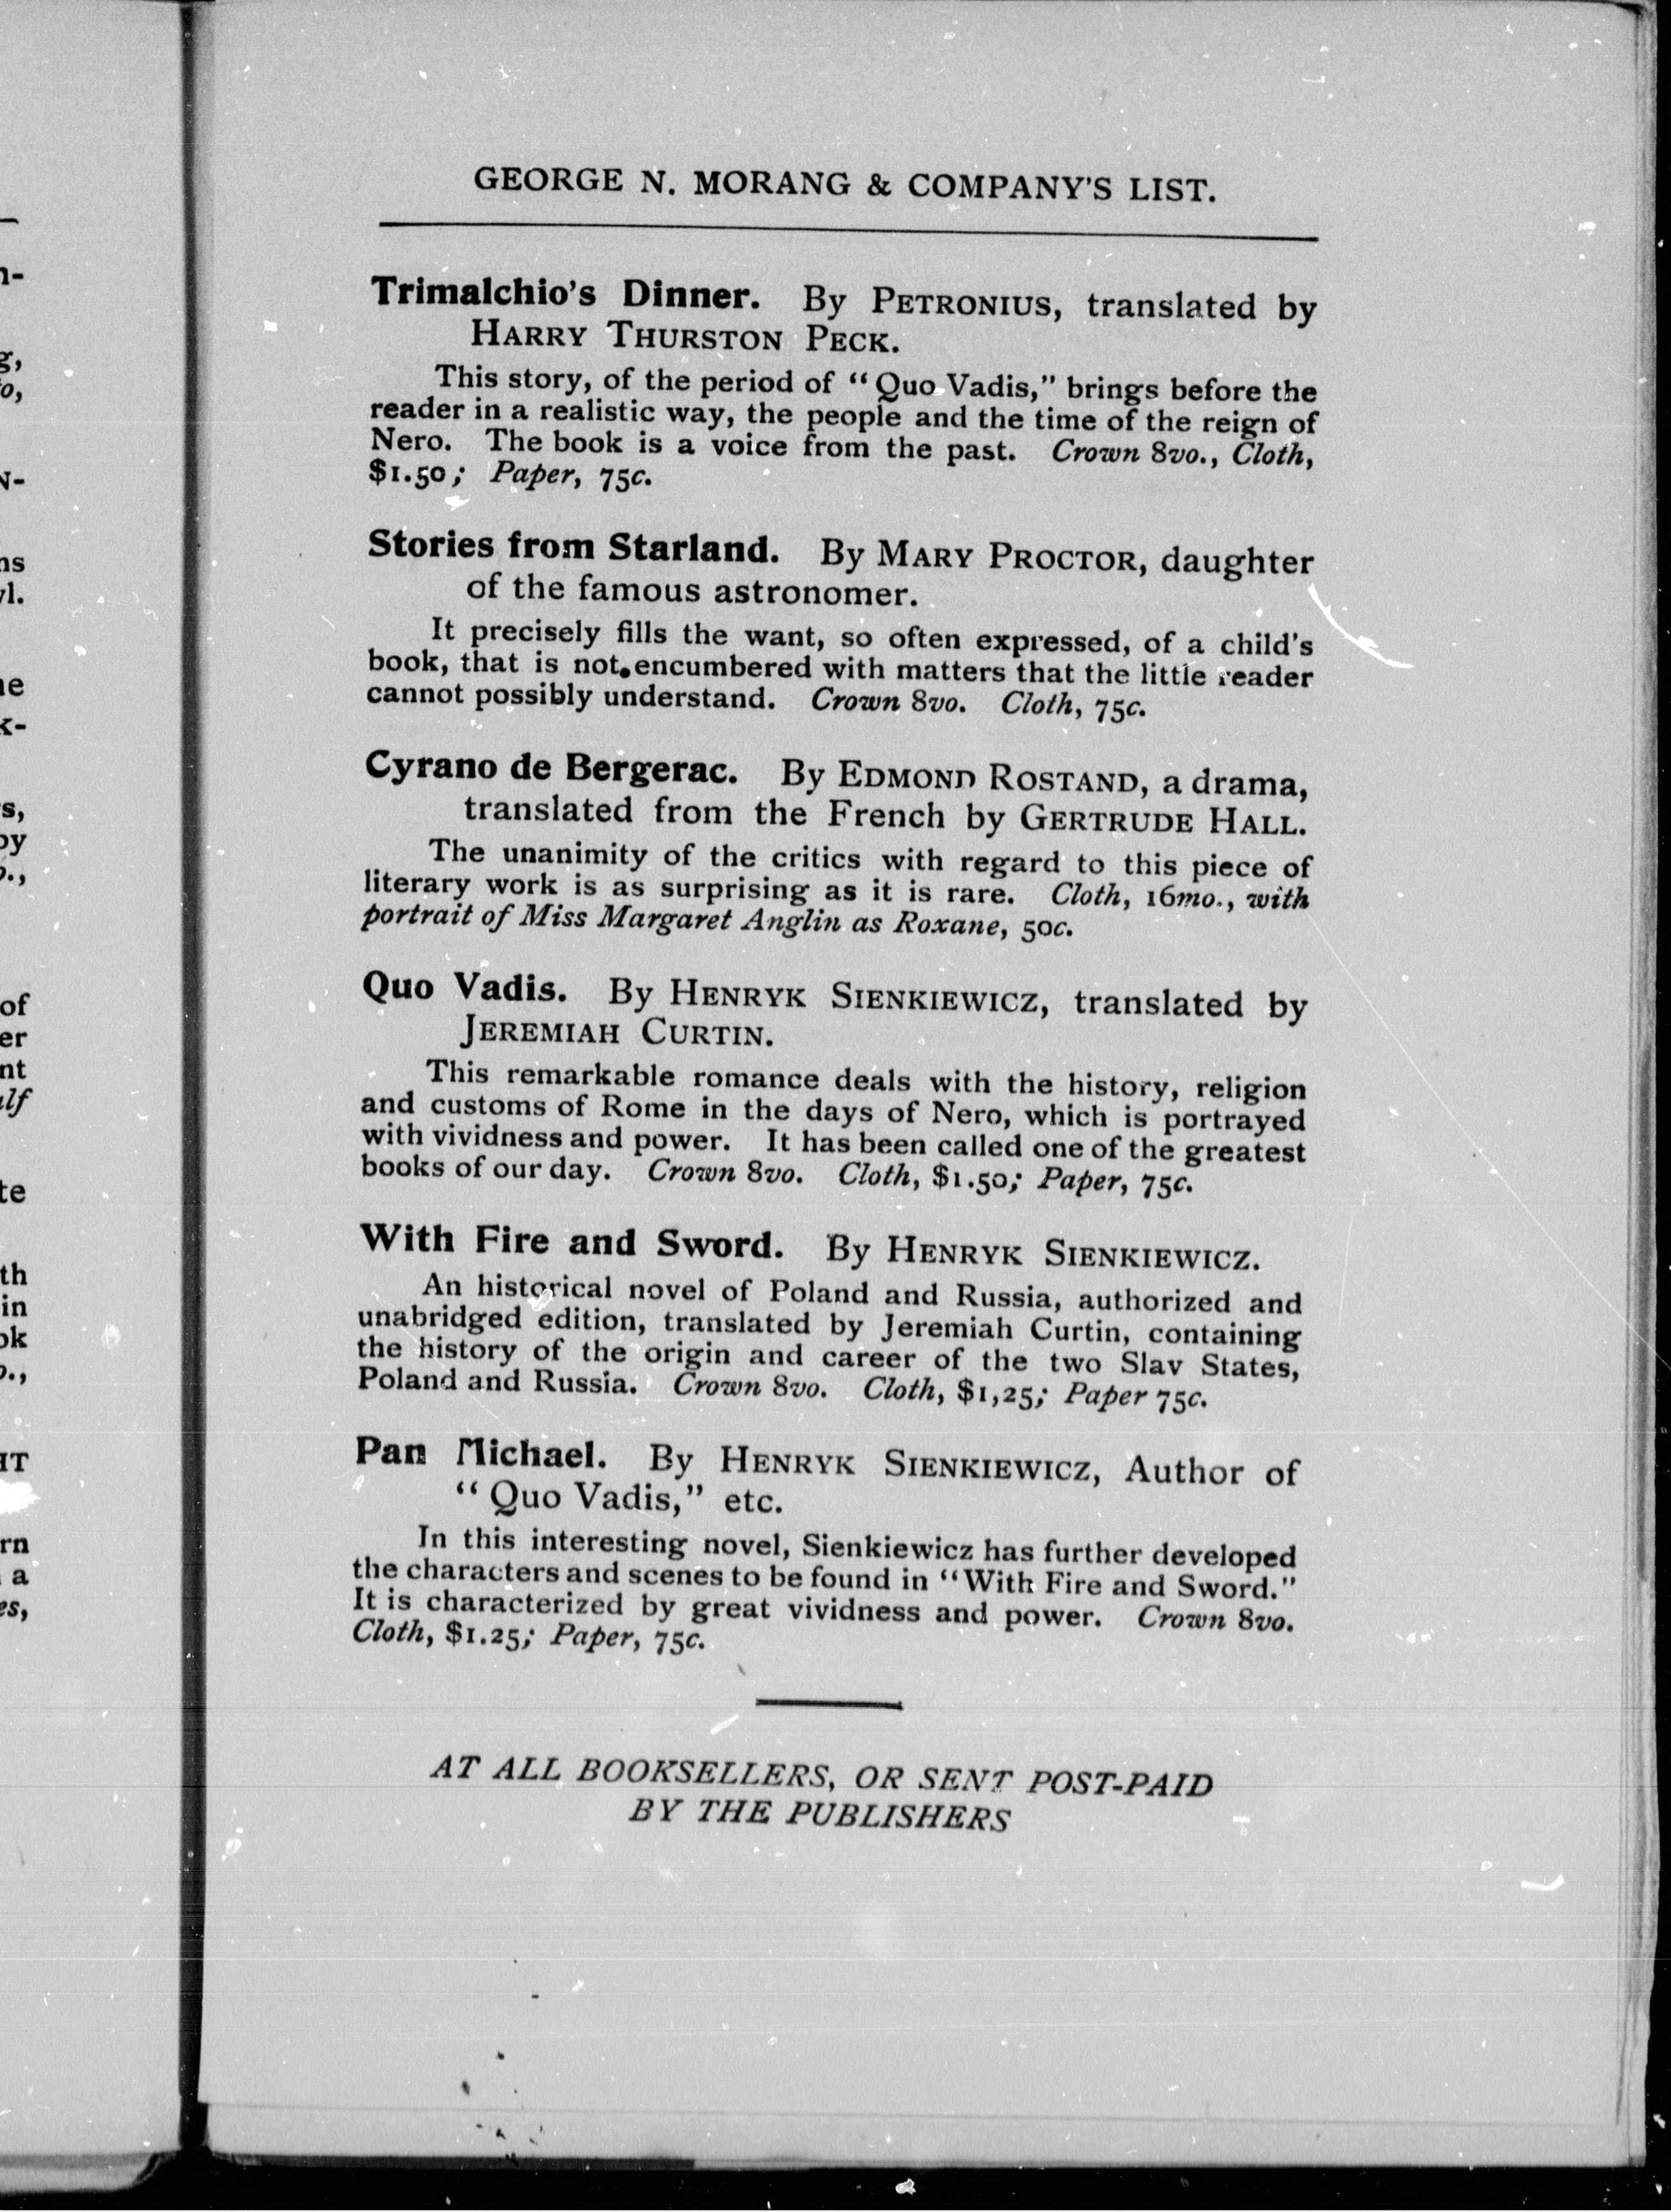 GEORGE N. MORANG & COMPANY'S LIST.
Trimalchio's Dinner. By PETRONIUS, translated by
HARRY THURSTON PECK.
This story, of the period of "Quo Vadis," brings before the
reader in a realistic way, the people and the time of the reign of
Nero. The book is a voice from the past. Crown 8vo., Cloth,
$1.50; Paper, 75c.
Stories from Starland. By MARY PROCTOR, daughter
of the famous astronomer.
It precisely fills the want, so often expressed, of a child's
book, that is not encumbered with matters that the little reader
cannot possibly understand. Crown 8vo. Cloth, 75c.
Cyrano de Bergerac. By EDMOND ROSTAND, a drama,
translated from the French by GERTRUDE HALL.
The unanimity of the critics with regard to this piece of
literary work is as surprising as it is rare. Cloth, 16mo., with
portrait of Miss Margaret Anglin as Roxane, 50c.
Quo Vadis. By HENRYK SIENKIEWICZ, translated by
JEREMIAH CURTIN.
This remarkable romance deals with the history, religion
and customs of Rome in the days of Nero, which is portrayed
with vividness and power. It has been called one of the greatest
books of our day. Crown 8vo. Cloth, $1.50; Paper, 75c.
With Fire and Sword. By HENRYK SIENKIEWICZ.
An historical novel of Poland and Russia, authorized and
unabridged edition, translated by Jeremiah Curtin, containing
the history of the origin and career of the two Slav States,
Poland and Russia. Crown 8vo. Cloth, $1,25; Paper 75c.
Pan Michael. By HENRYK SIENKIEWICZ, Author of
"Quo Vadis," etc.
In this interesting novel, Sienkiewicz has further developed
the characters and scenes to be found in "With Fire and Sword."
It is characterized by great vividness and power. Crown 8vo.
Cloth, $1.25; Paper, 75c.
AT ALL BOOKSELLERS, OR SENT POST-PAID
BY THE PUBLISHERS